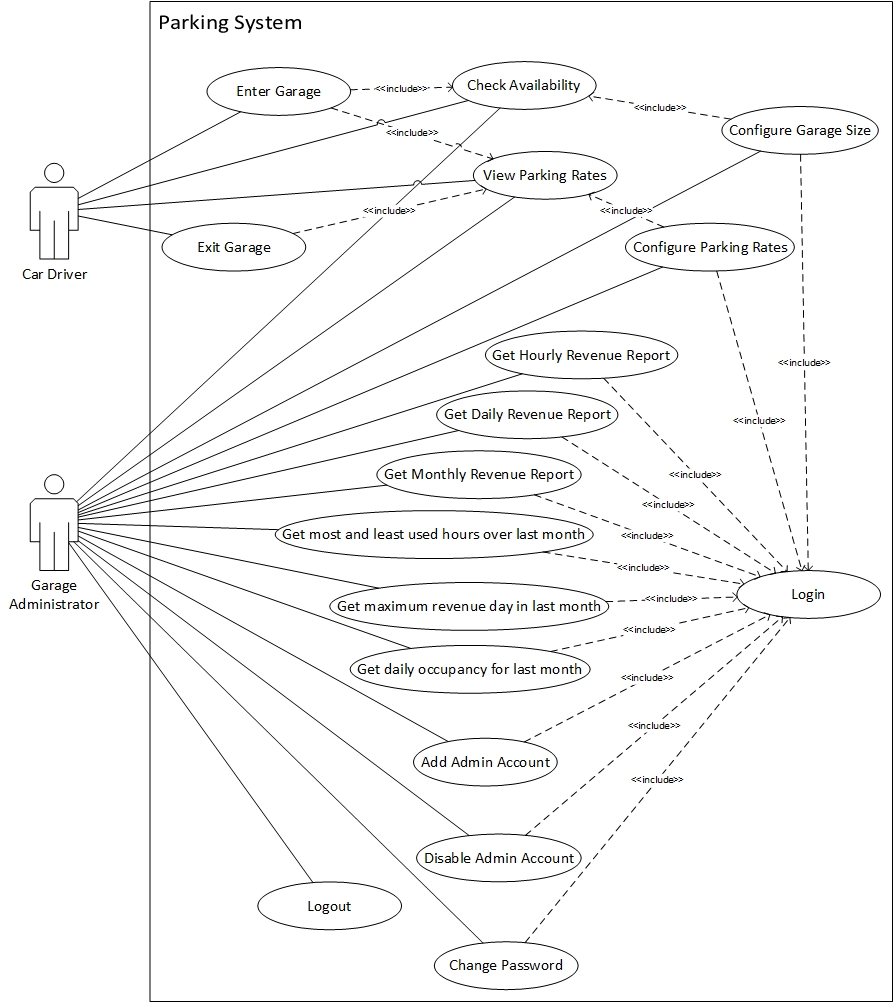 Parking System
Enter Garage
<<include>>
Check Availability
<<include>>
Configure Garage Size
<<include>>
View Parking Rates
<<include>>
<<include>>
Car Driver
Exit Garage
Configure Parking Rates
Get Hourly Revenue Report
<<include>>
Get Daily Revenue Report
<<include>>
Get Monthly Revenue Report
<<include>>
<<include>>
Get most and least used hours over last month
<<include>>
<<include>>
Garage
Administrator
Get maximum revenue day in last month
<<include>>
Login
<<include>>
Get daily occupancy for last month
<<include>>
Add Admin Account
<<include>>
<<include>>
Disable Admin Account
Logout
Change Password